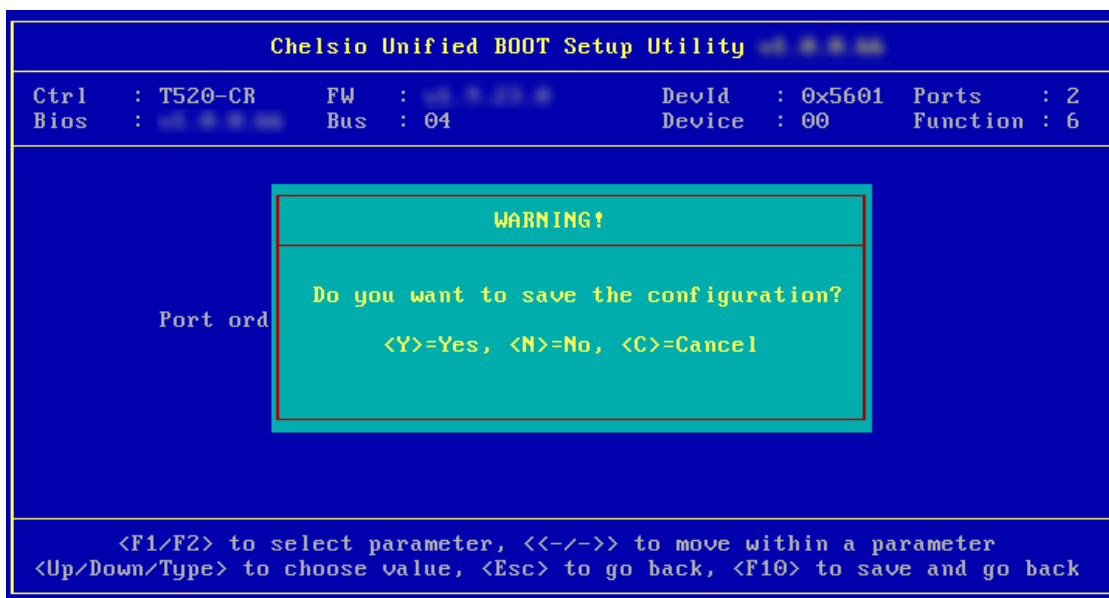 Chelsio Unified BOOT Setup Utility
Ctrl : T520-CR FW : DevId : 0x5601 Ports : 2
Bios : Bus : 04 Device : 00 Function : 6
WARNING!
Do you want to save the configuration?
Port ord
<Y>=Yes, <N>=No, <C>=Cancel
<F1/F2> to select parameter, <<-/->> to move within a parameter
<Up/Down/Type> to choose value, <Esc> to go back, <F10> to save and go back